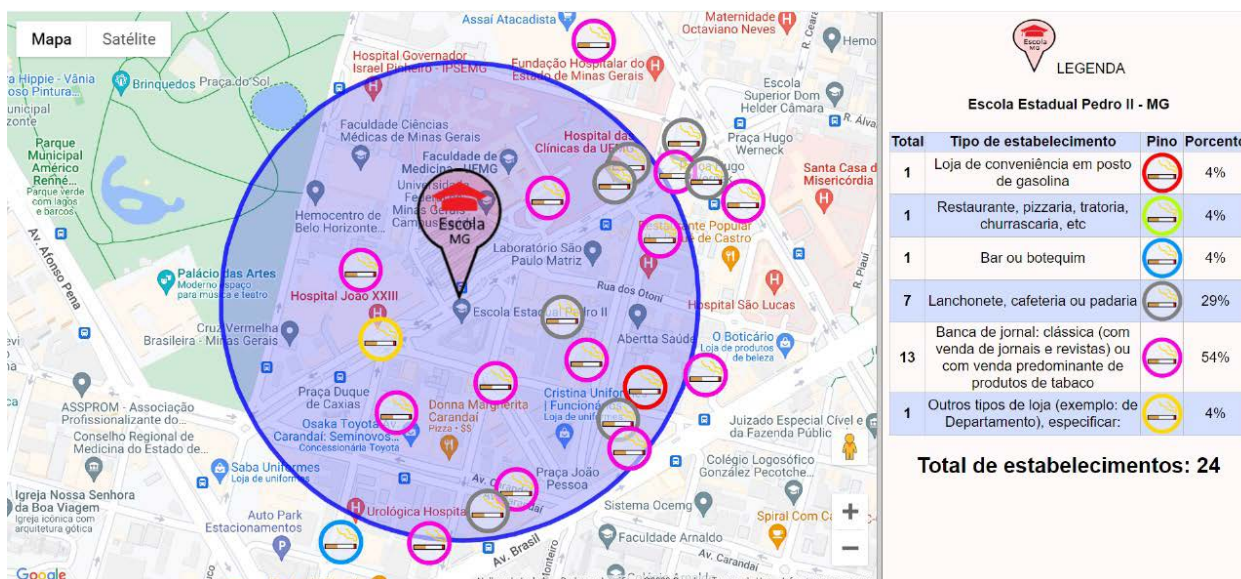 Mapa
Satélite
Assaí Atacadista
Maternidade
Octaviano Neves
Hospital Governador
Israel Pinheiro - IPSEMG
Fundação Hospitalar do
Estado de Minas Gerais
Escola
Superior Dom
Helder Câmara
R. Ceará
Brinquedos
Praça do Sol
Parque
Municipal
Américo
Renné...
Parque verde
com lagos
e barcos
Faculdade Ciências
Médicas de Minas Gerais
Faculdade de
Medicina - UFMG
Hospital das
Clínicas da UFMG
Praça Hugo
Werneck
Santa Casa d
Misericórdia
Hemocentro de
Belo Horizonte...
Escola
MG
Laboratório São
Paulo Matriz
Rua dos Otoni
R. Piauí
Av. Afonso Pena
Palácio das Artes
Moderno espaço
para música e teatro
Hospital João XXIII
Escola Estadual Pedro II
Hospital São Lucas
Cruz Vermelha
Brasileira - Minas Gerais
Abertta Saúde
O Boticário
Loja de produtos
de beleza
Praça Duque
de Caxias
ASSPROM - Associação
Profissionalizante do...
Conselho Regional de
Medicina do Estado de...
Donna Margherita
Carandaí
Pizza • $$
Osaka Toyota
Carandaí: Seminovos...
Concessionária Toyota
Juizado Especial Cível e
da Fazenda Pública
Colégio Logosófico
González Pecotche...
Saba Uniformes
Loja de uniformes
Praça João
Pessoa
Igreja Nossa Senhora
da Boa Viagem
Igreja icônica com
arquitetura gótica
Auto Park
Estacionamentos
Urológica Hospita
Sistema Ocemg
Faculdade Arnaldo
Av. Brasil
Av. Carandaí
Google
Escola
MG
LEGENDA
Escola Estadual Pedro II - MG
Total Tipo de estabelecimento Pino Porcento
1 Loja de conveniência em posto de gasolina 4%
1 Restaurante, pizzaria, tratoria, churrascaria, etc 4%
1 Bar ou botequim 4%
7 Lanchonete, cafeteria ou padaria 29%
13 Banca de jornal: clássica (com venda de jornais e revistas) ou com venda predominante de produtos de tabaco 54%
1 Outros tipos de loja (exemplo: de Departamento), especificar: 4%
Total de estabelecimentos: 24